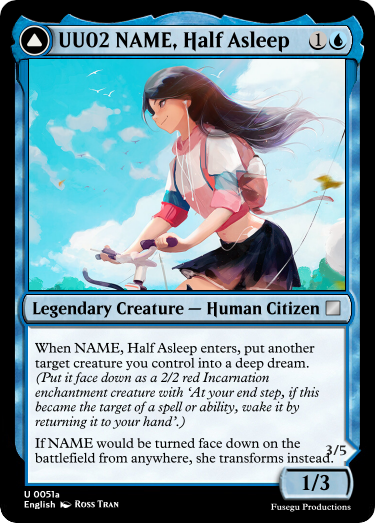 UU02 NAME, Half Asleep 1
Legendary Creature — Human Citizen
When NAME, Half Asleep enters, put another
target creature you control into a deep dream.
(Put it face down as a 2/2 red Incarnation
enchantment creature with ‘At your end step, if this
became the target of a spell or ability, wake it by
returning it to your hand’.)
If NAME would be turned face down on the
battlefield from anywhere, she transforms instead.
3/5
1/3
U 0051a
English Ross Tran
Fusegu Productions